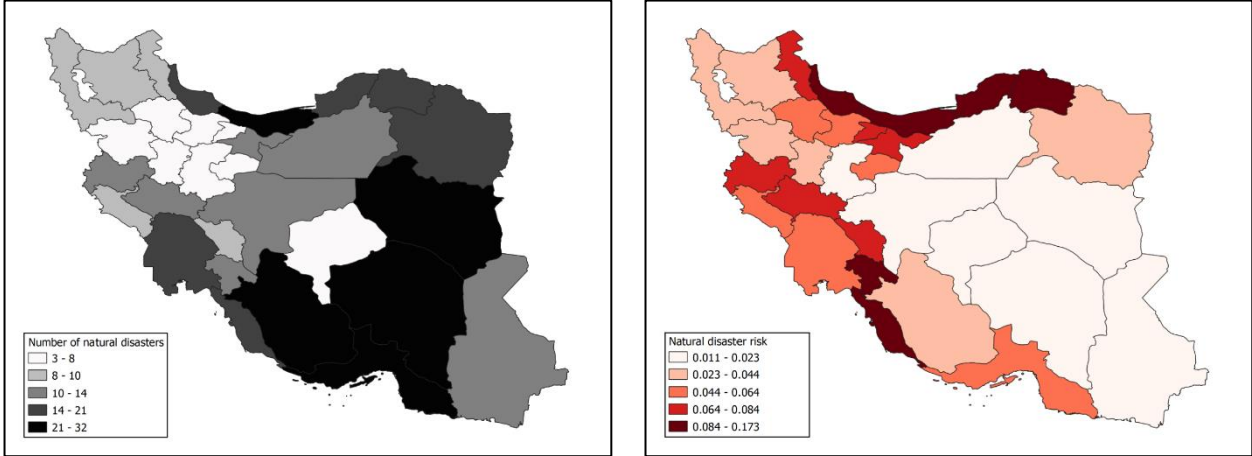 Number of natural disasters
3 - 8
8 - 10
10 - 14
14 - 21
21 - 32
Natural disaster risk
0.011 - 0.023
0.023 - 0.044
0.044 - 0.064
0.064 - 0.084
0.084 - 0.173